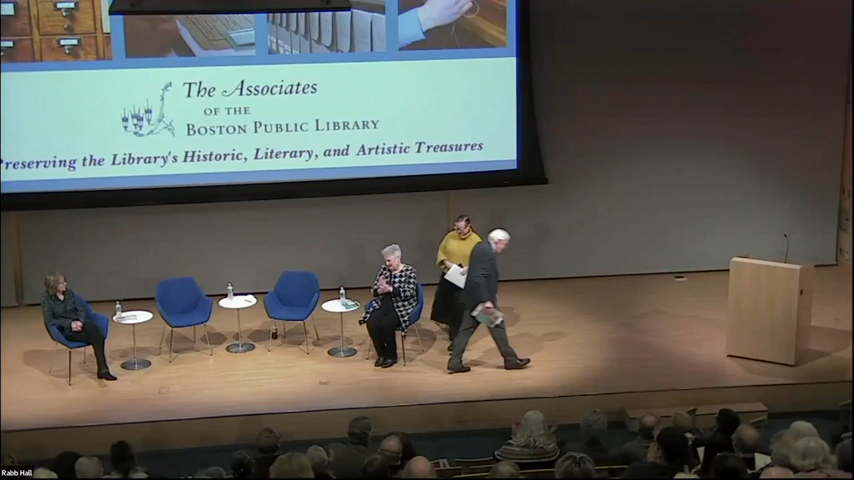 The Associates
OF THE
BOSTON PUBLIC LIBRARY
Preserving the Library's Historic, Literary, and Artistic Treasures
Rabb Hall